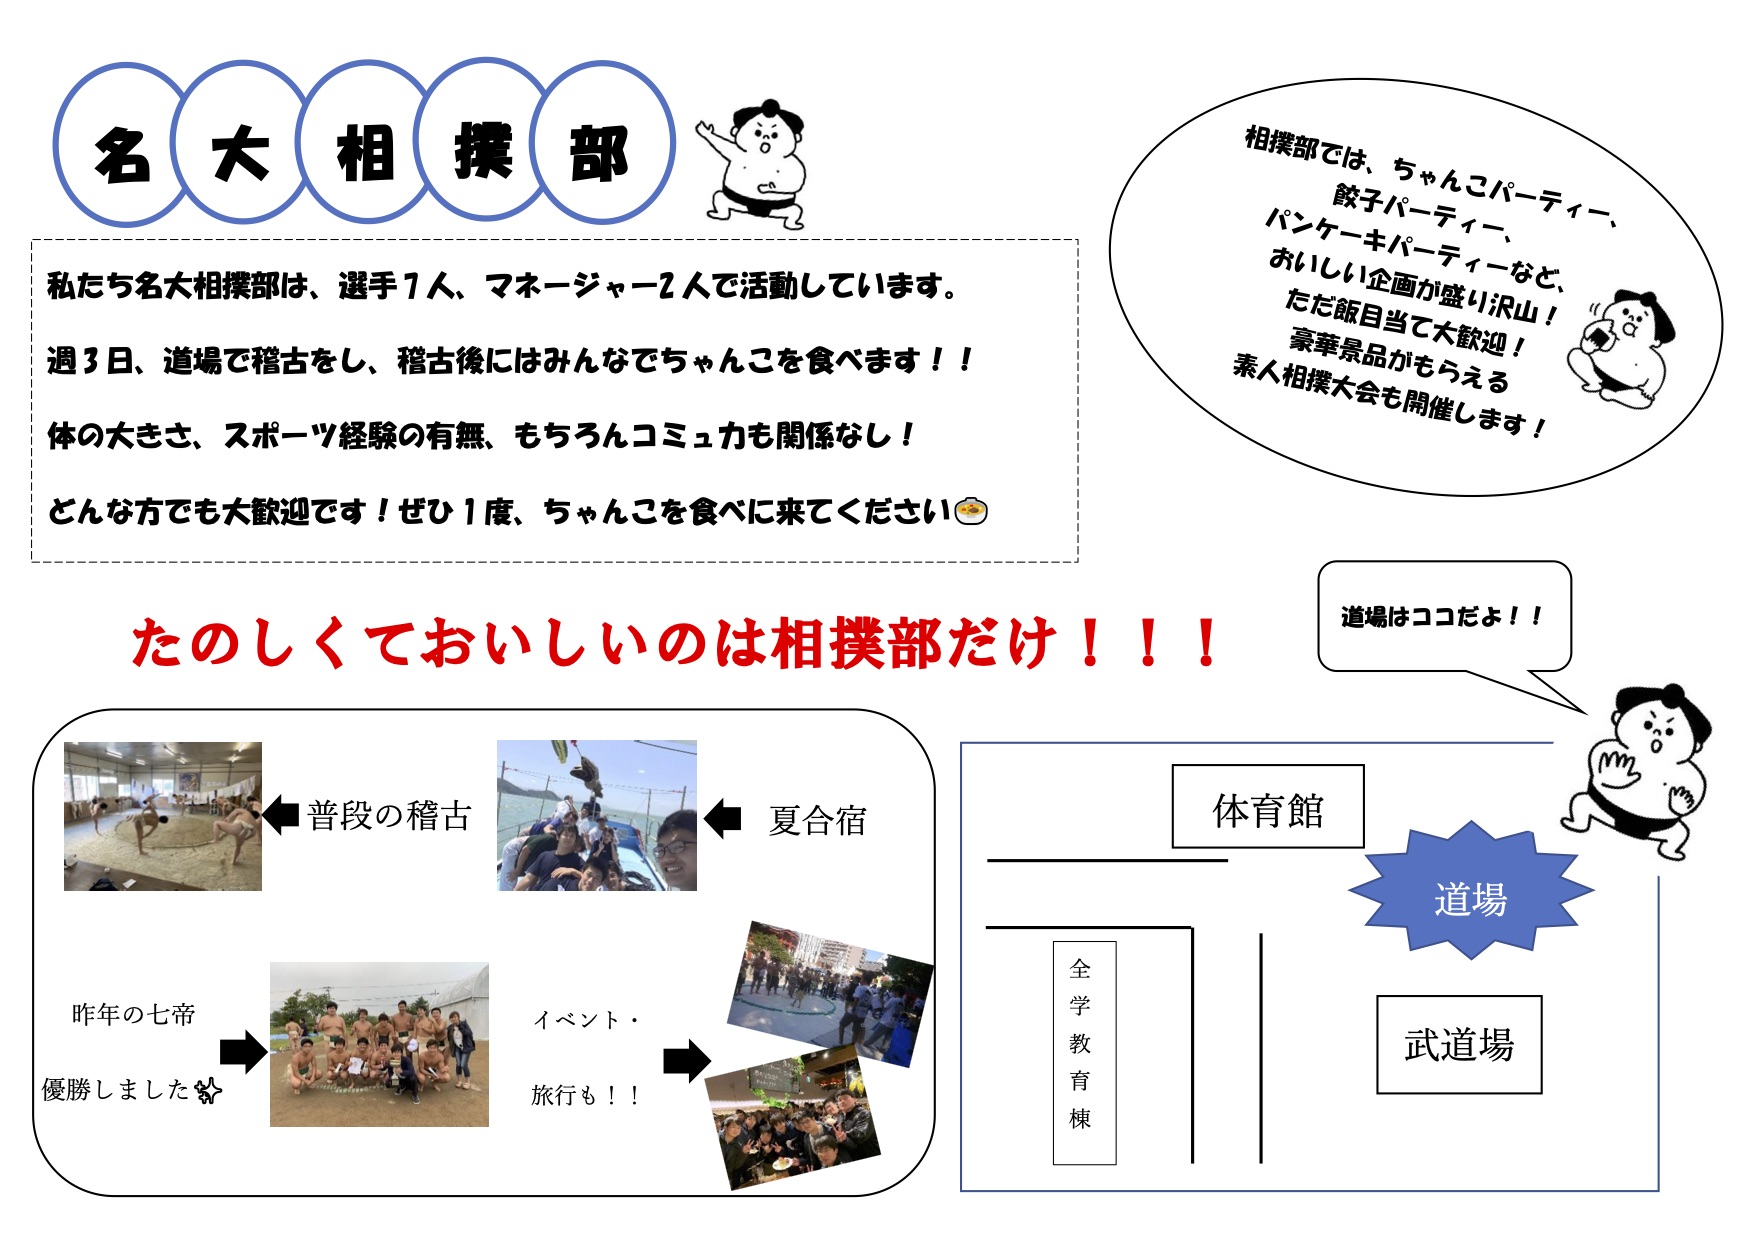 名大相撲部
私たち名大相撲部は、選手７人、マネージャー２人で活動しています。
週３日、道場で稽古をし、稽古後にはみんなでちゃんこを食べます！！
体の大きさ、スポーツ経験の有無、もちろんコミュ力も関係なし！
どんな方でも大歓迎です！ぜひ１度、ちゃんこを食べに来てください🍲
相撲部では、ちゃんこパーティー、
餃子パーティー、
パンケーキパーティーなど、
おいしい企画が盛り沢山！
ただ飯目当て大歓迎！
豪華景品がもらえる
素人相撲大会も開催します！
たのしくておいしいのは相撲部だけ！！！
道場はココだよ！！
普段の稽古
夏合宿
昨年の七帝
優勝しました✨
イベント・
旅行も！！
体育館
道場
全学教育棟
武道場